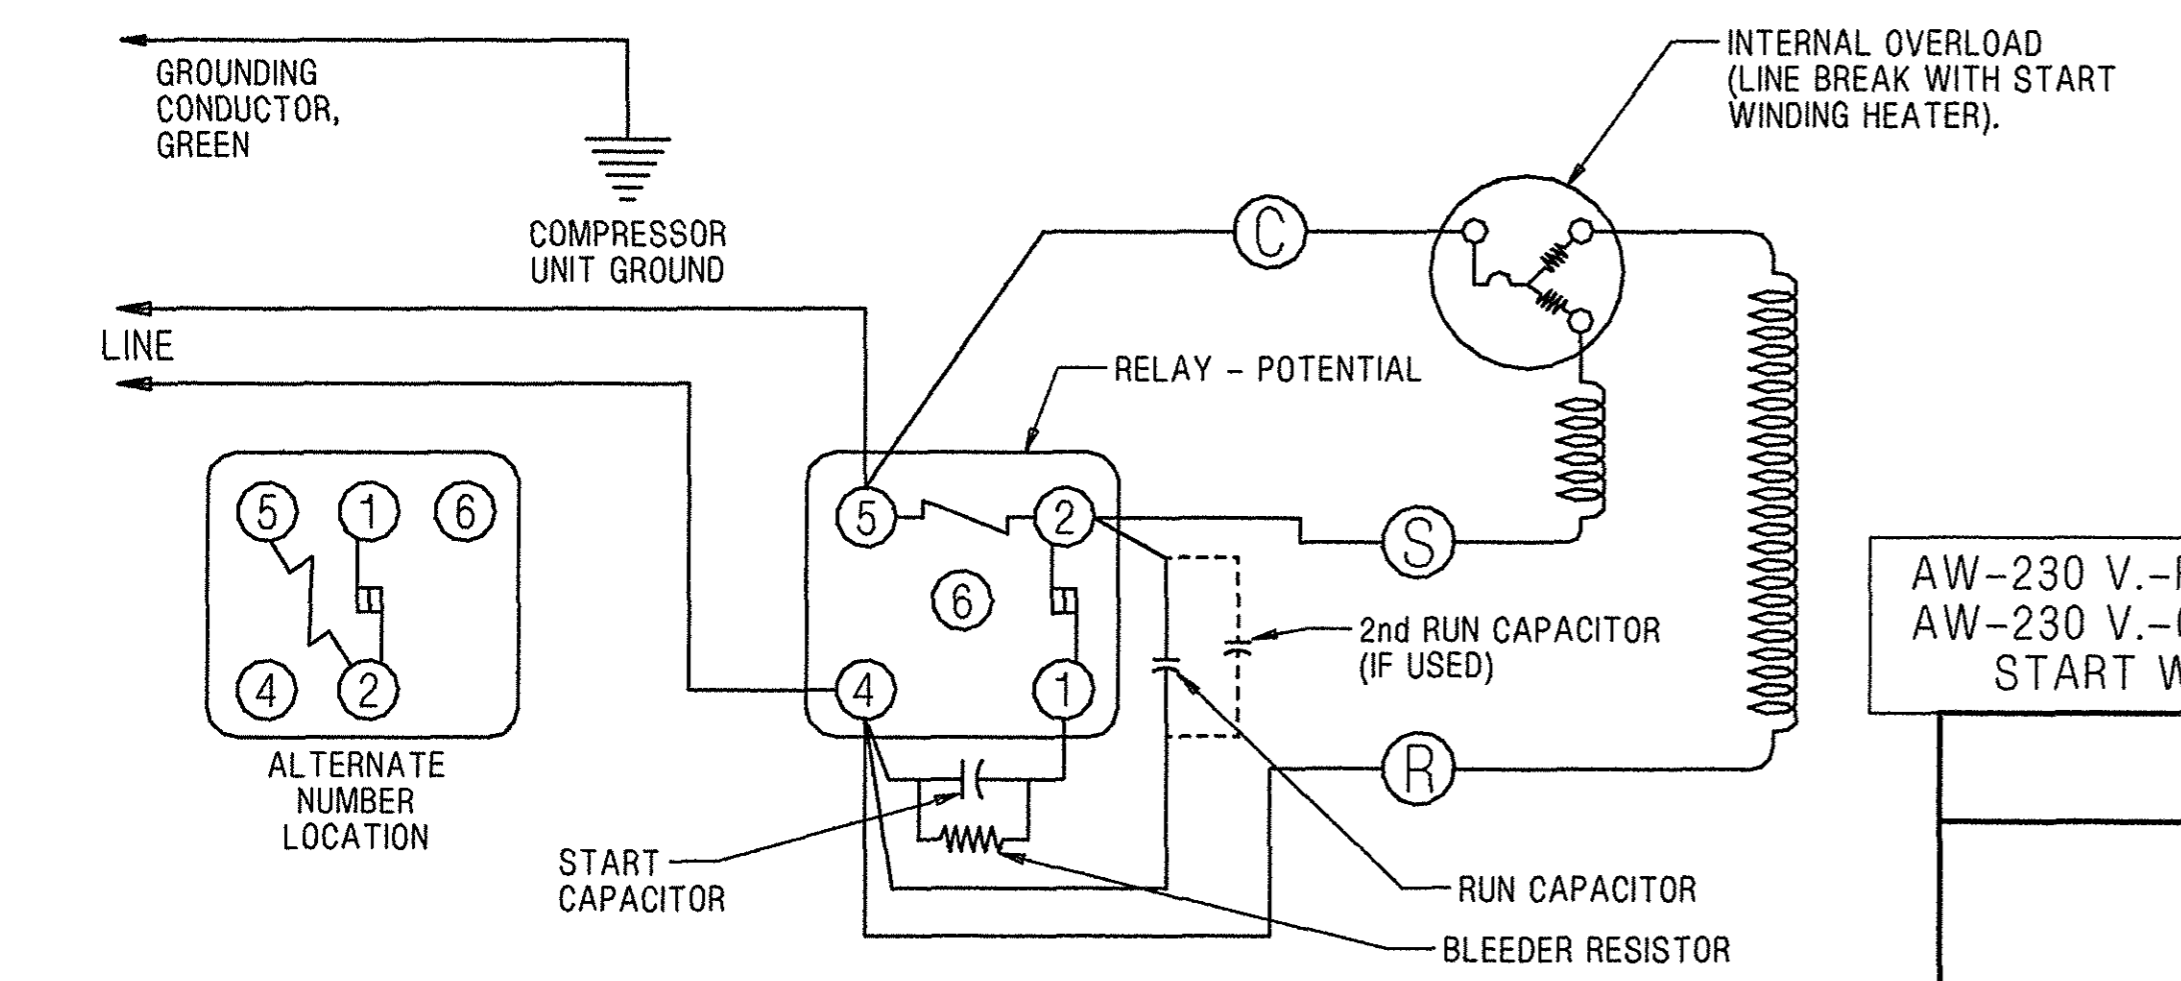 GROUNDING
CONDUCTOR,
GREEN
COMPRESSOR
UNIT GROUND
LINE
INTERNAL OVERLOAD
(LINE BREAK WITH START
WINDING HEATER).
C
RELAY - POTENTIAL
5
1
6
4
2
ALTERNATE
NUMBER
LOCATION
5
2
6
4
1
S
2nd RUN CAPACITOR
(IF USED)
R
START
CAPACITOR
RUN CAPACITOR
BLEEDER RESISTOR
AW-230 V.-
AW-230 V.-
START